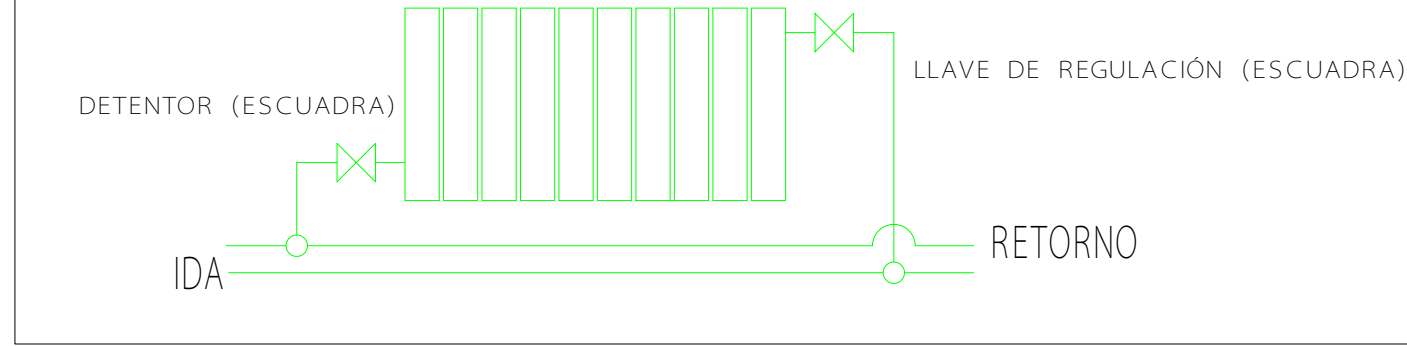 LLAVE DE REGULACIÓN (ESCUADRA)
DETENTOR (ESCUADRA)
RETORNO
IDA